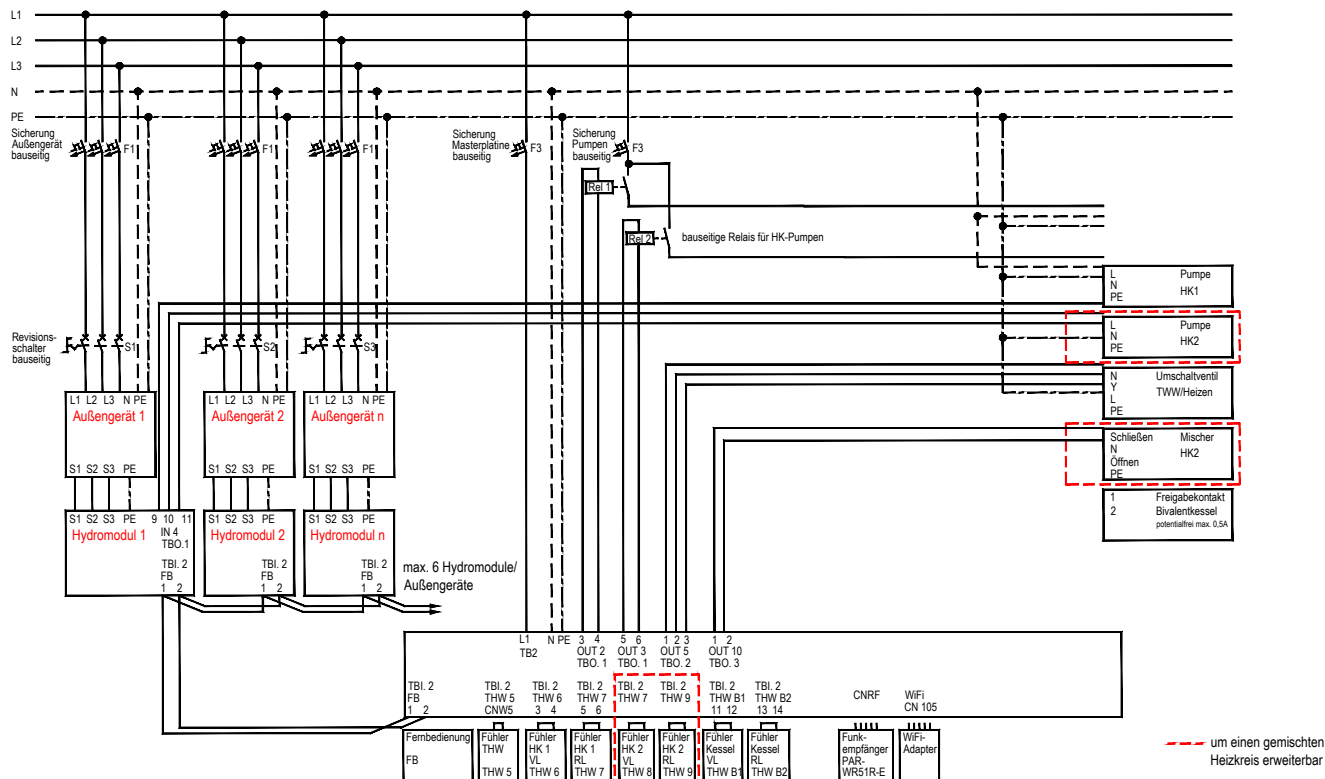 L1
L2
L3
N
PE
Sicherung
Außengerät
bauseitig
F1
F1
F1
Sicherung
Masterplatine
bauseitig
F3
Sicherung
Pumpen
bauseitig
F3
Rel 1
Rel 2
bauseitige Relais für HK-Pumpen
L Pumpe
N HK1
PE
Revisions-
schalter
bauseitig
S1
S2
S3
L Pumpe
N HK2
PE
N Umschaltventil
Y TWW/Heizen
L
PE
L1 L2 L3 N PE
Außengerät 1
S1 S2 S3 PE
L1 L2 L3 N PE
Außengerät 2
S1 S2 S3 PE
L1 L2 L3 N PE
Außengerät n
S1 S2 S3 PE
Schließen Mischer
N HK2
Öffnen
PE
1 Freigabekontakt
2 Bivalentkessel
potentialfrei max. 0,5A
S1 S2 S3 PE 9 10 11
Hydromodul 1
IN 4
TBO.1
TBI. 2
FB
1 2
S1 S2 S3 PE
Hydromodul 2
TBI. 2
FB
1 2
S1 S2 S3 PE
Hydromodul n
TBI. 2
FB
1 2
max. 6 Hydromodule/
Außengeräte
L1 N PE
TB2
3 4
OUT 2
TBO. 1
5 6
OUT 3
TBO. 1
1 2 3
OUT 5
TBO. 2
1 2
OUT 10
TBO. 3
TBI. 2
FB
1 2
TBI. 2
THW 5
CNW5
TBI. 2
THW 6
3 4
TBI. 2
THW 7
5 6
TBI. 2
THW 7
TBI. 2
THW 9
TBI. 2
THW B1
11 12
TBI. 2
THW B2
13 14
CNRF
WiFi
CN 105
Fernbedienung
FB
Fühler
THW
THW 5
Fühler
HK 1
VL
THW 6
Fühler
HK 1
RL
THW 7
Fühler
HK 2
VL
THW 8
Fühler
HK 2
RL
THW 9
Fühler
Kessel
VL
THW B1
Fühler
Kessel
RL
THW B2
Funk-
empfänger
PAR-
WR51R-E
WiFi-
Adapter
um einen gemischten
Heizkreis erweiterbar